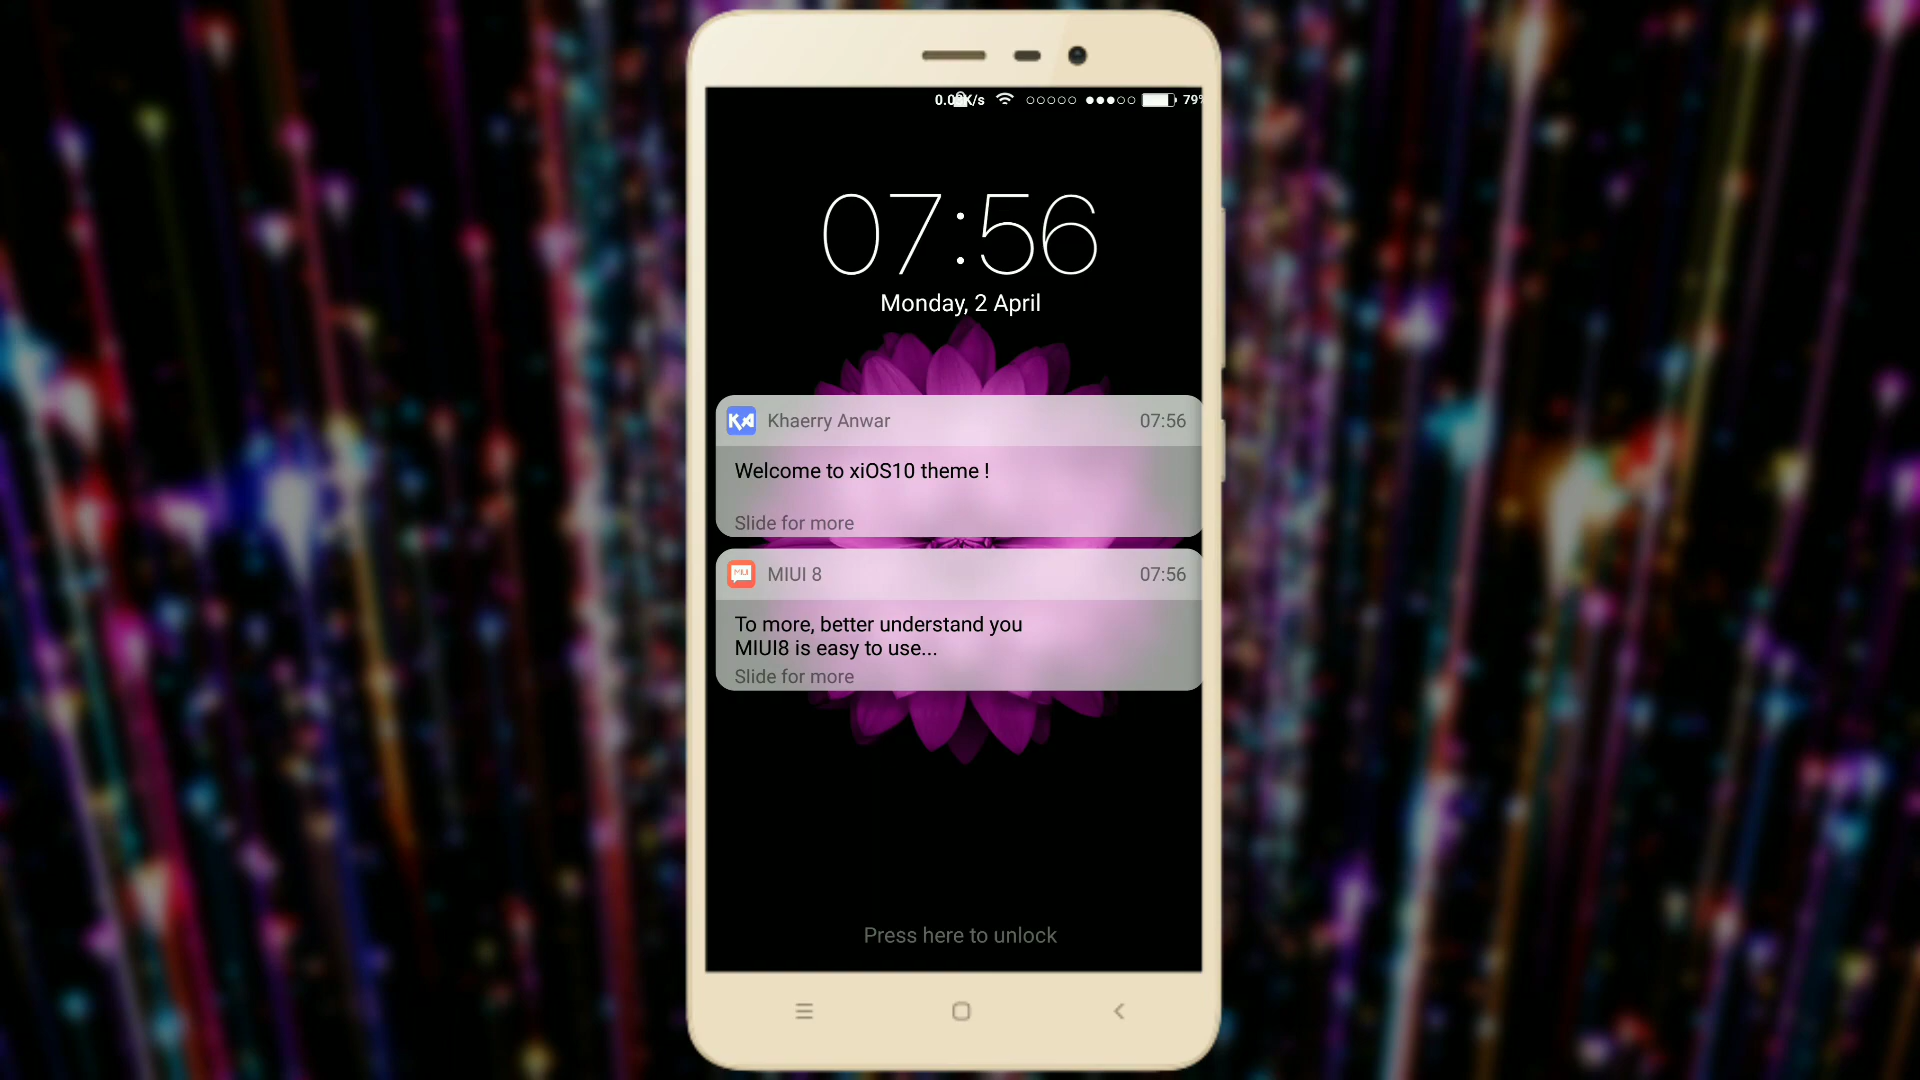 79%
07:56
Monday, 2 April
KA Khaerry Anwar 07:56
Welcome to xiOS10 theme !
Slide for more
MIUI MIUI 8 07:56
To more, better understand you
MIUI8 is easy to use...
Slide for more
Press here to unlock